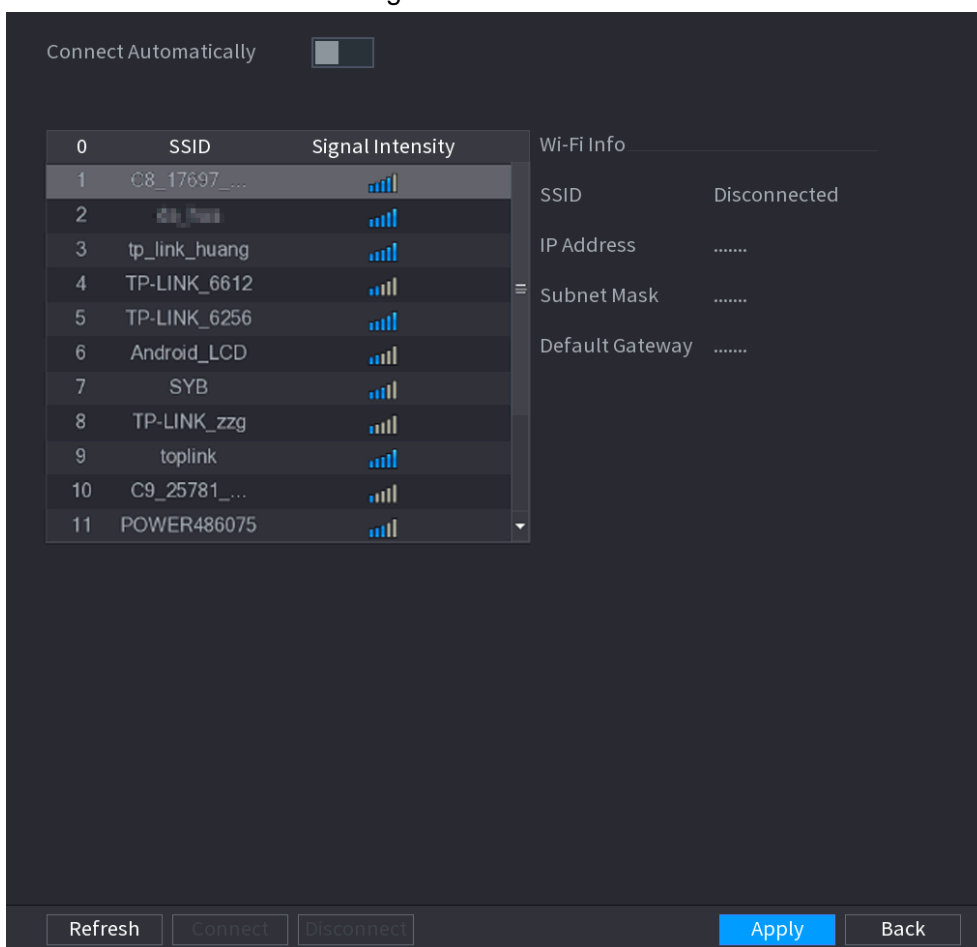 Connect Automatically
0 SSID Signal Intensity
1 C8_17697_...
2
3 tp_link_huang
4 TP-LINK_6612
5 TP-LINK_6256
6 Android_LCD
7 SYB
8 TP-LINK_zzg
9 toplink
10 C9_25781_...
11 POWER486075
Wi-Fi Info
SSID Disconnected
IP Address .......
Subnet Mask .......
Default Gateway .......
Refresh Connect Disconnect Apply Back